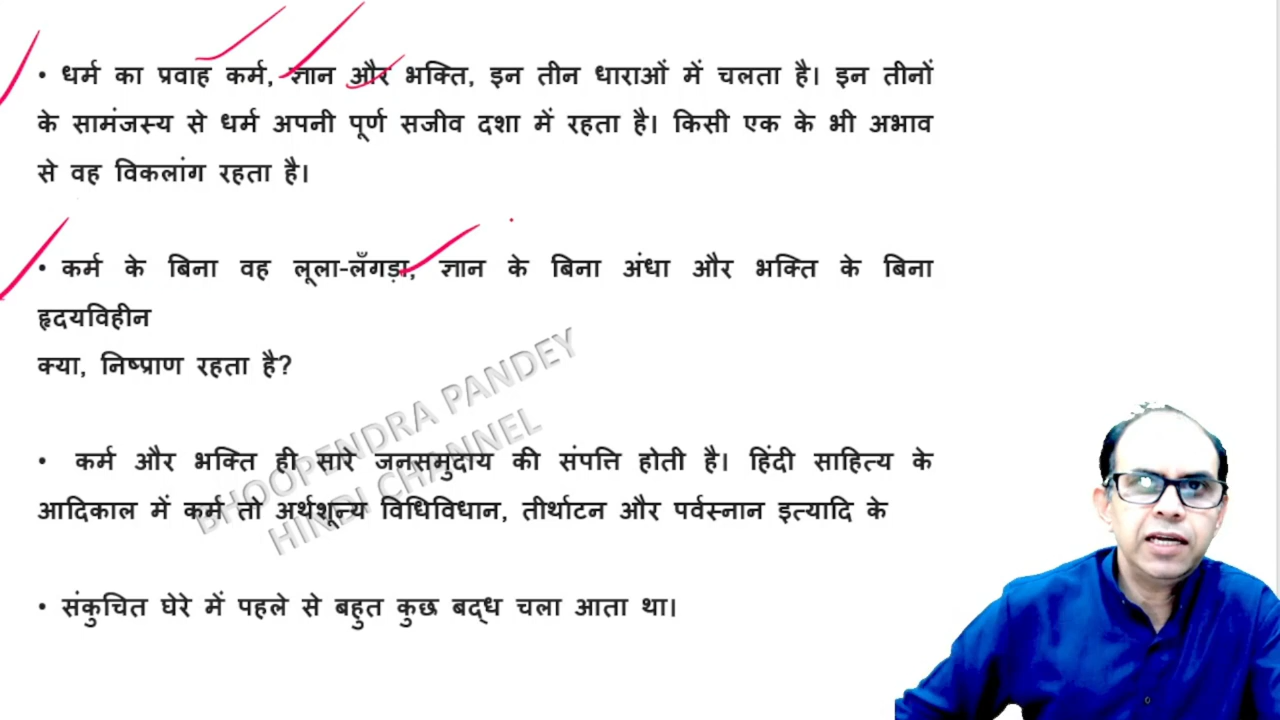 • धर्म का प्रवाह कर्म, ज्ञान और भक्ति, इन तीन धाराओं में चलता है। इन तीनों
के सामंजस्य से धर्म अपनी पूर्ण सजीव दशा में रहता है। किसी एक के भी अभाव
से वह विकलांग रहता है।
• कर्म के बिना वह लूला-लँगड़ा, ज्ञान के बिना अंधा और भक्ति के बिना
हृदयविहीन
क्या, निष्प्राण रहता है?
• कर्म और भक्ति ही सारे जनसमुदाय की संपत्ति होती है। हिंदी साहित्य के
आदिकाल में कर्म तो अर्थशून्य विधिविधान, तीर्थाटन और पर्वस्नान इत्यादि के
• संकुचित घेरे में पहले से बहुत कुछ बद्ध चला आता था।
BHOOPENDRA PANDEY
HINDI CHANNEL